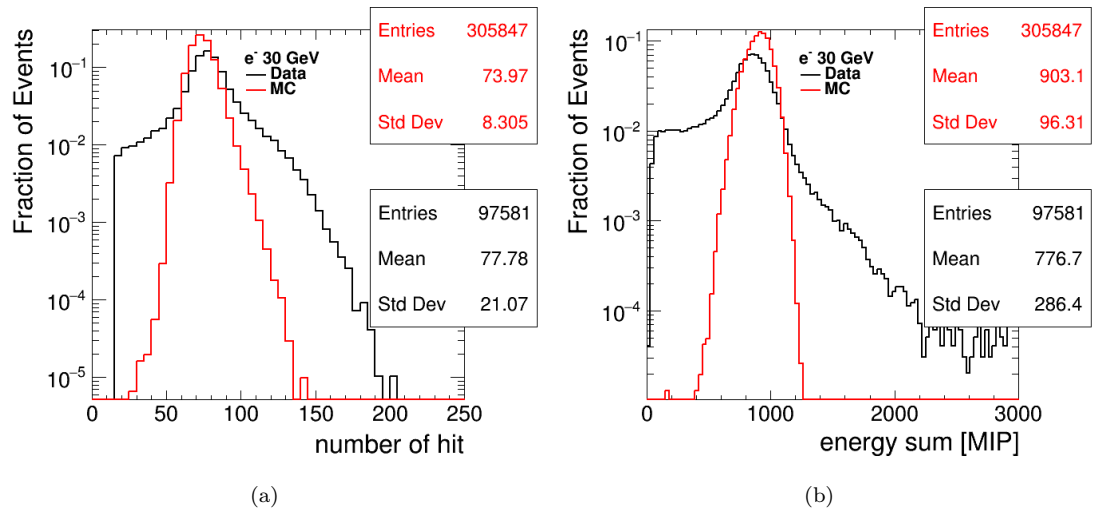 Fraction of Events
10⁻¹
10⁻²
10⁻³
10⁻⁴
10⁻⁵
0 50 100 150 200 250
number of hit
e⁻ 30 GeV
Data
MC
Entries 305847
Mean 73.97
Std Dev 8.305
Entries 97581
Mean 77.78
Std Dev 21.07
(a)
Fraction of Events
10⁻¹
10⁻²
10⁻³
10⁻⁴
0 1000 2000 3000
energy sum [MIP]
e⁻ 30 GeV
Data
MC
Entries 305847
Mean 903.1
Std Dev 96.31
Entries 97581
Mean 776.7
Std Dev 286.4
(b)